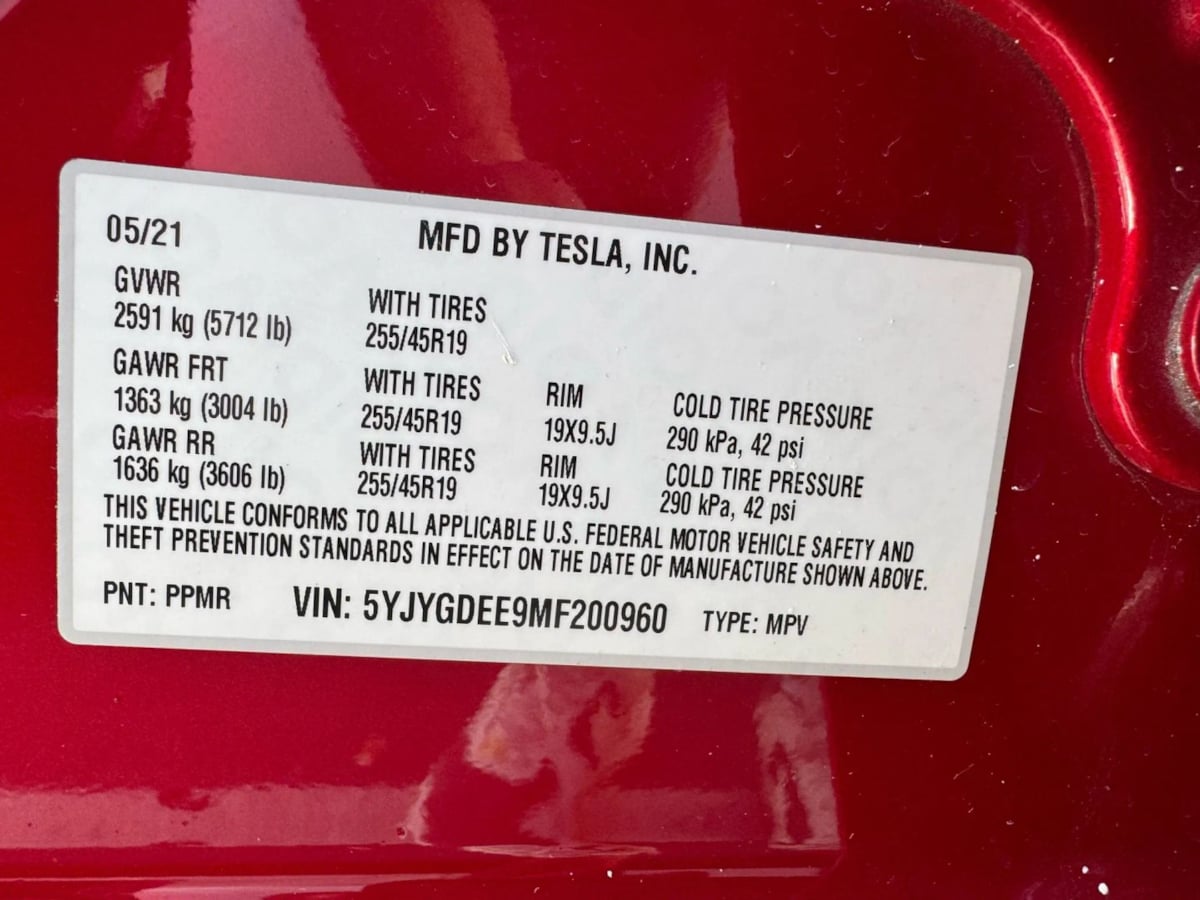 05/21 MFD BY TESLA, INC.
GVWR WITH TIRES
2591 kg (5712 lb) 255/45R19
GAWR FRT WITH TIRES RIM COLD TIRE PRESSURE
1363 kg (3004 lb) 255/45R19 19X9.5J 290 kPa, 42 psi
GAWR RR WITH TIRES RIM COLD TIRE PRESSURE
1636 kg (3606 lb) 255/45R19 19X9.5J 290 kPa, 42 psi
THIS VEHICLE CONFORMS TO ALL APPLICABLE U.S. FEDERAL MOTOR VEHICLE SAFETY AND
THEFT PREVENTION STANDARDS IN EFFECT ON THE DATE OF MANUFACTURE SHOWN ABOVE.
PNT: PPMR VIN: 5YJYGDEE9MF200960 TYPE: MPV